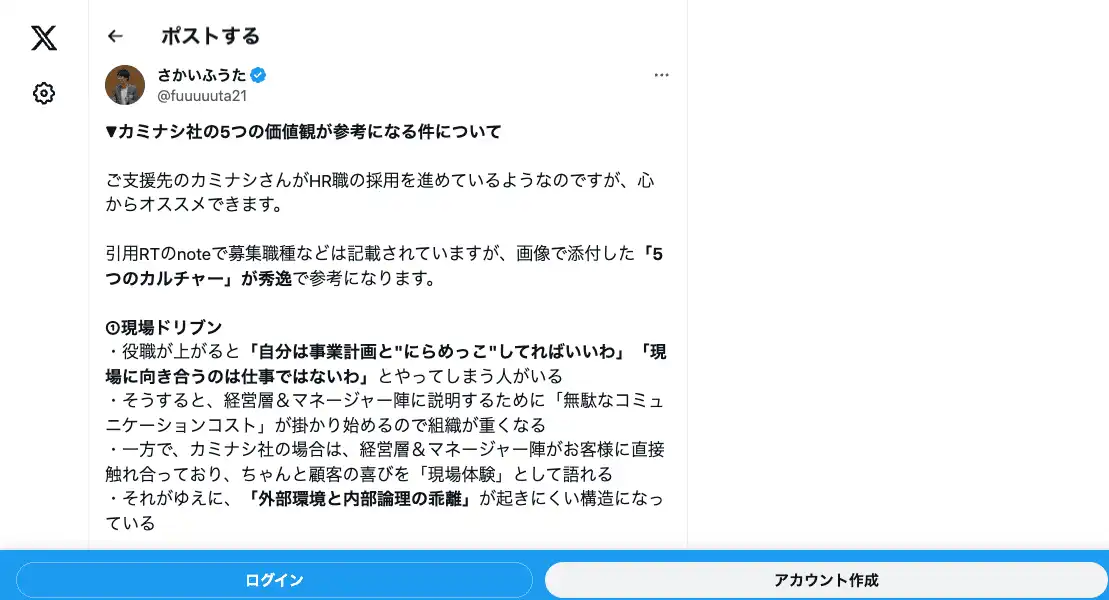 ポストする
さかいふうた
@fuuuuuta21
▼カミナシ社の5つの価値観が参考になる件について
ご支援先のカミナシさんがHR職の採用を進めているようなのですが、心
からオススメできます。
引用RTのnoteで募集職種などは記載されていますが、画像で添付した「5
つのカルチャー」が秀逸で参考になります。
①現場ドリブン
・役職が上がると「自分は事業計画と"にらめっこ"してればいいわ」「現
場に向き合うのは仕事ではないわ」とやってしまう人がいる
・そうすると、経営層＆マネージャー陣に説明するために「無駄なコミュ
ニケーションコスト」が掛かり始めるので組織が重くなる
・一方で、カミナシ社の場合は、経営層＆マネージャー陣がお客様に直接
触れ合っており、ちゃんと顧客の喜びを「現場体験」として語れる
・それがゆえに、「外部環境と内部論理の乖離」が起きにくい構造になっ
ている
ログイン
アカウント作成